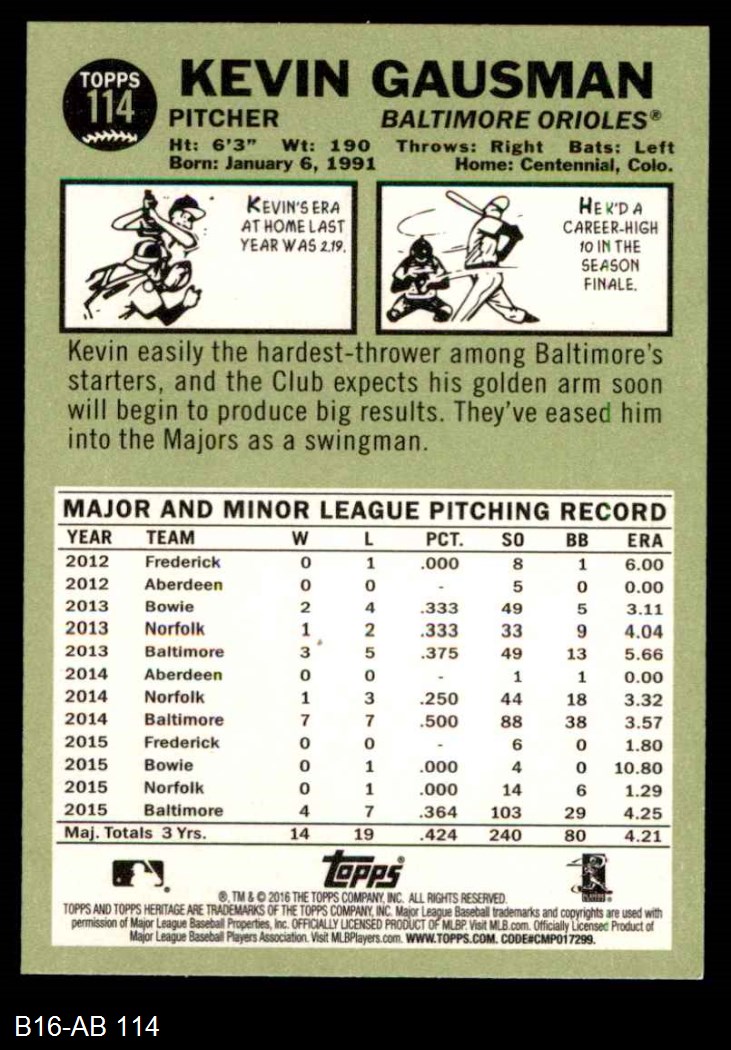 TOPPS
114
KEVIN GAUSMAN
PITCHER BALTIMORE ORIOLES®
Ht: 6'3" Wt: 190 Throws: Right Bats: Left
Born: January 6, 1991 Home: Centennial, Colo.
KEVIN'S ERA
AT HOME LAST
YEAR WAS 2.19.
HE K'D A
CAREER-HIGH
10 IN THE
SEASON
FINALE.
Kevin easily the hardest-thrower among Baltimore's
starters, and the Club expects his golden arm soon
will begin to produce big results. They've eased him
into the Majors as a swingman.
MAJOR AND MINOR LEAGUE PITCHING RECORD
YEAR TEAM W L PCT. SO BB ERA
2012 Frederick 0 1 .000 8 1 6.00
2012 Aberdeen 0 0 - 5 0 0.00
2013 Bowie 2 4 .333 49 5 3.11
2013 Norfolk 1 2 .333 33 9 4.04
2013 Baltimore 3 5 .375 49 13 5.66
2014 Aberdeen 0 0 - 1 1 0.00
2014 Norfolk 1 3 .250 44 18 3.32
2014 Baltimore 7 7 .500 88 38 3.57
2015 Frederick 0 0 - 6 0 1.80
2015 Bowie 0 1 .000 4 0 10.80
2015 Norfolk 0 1 .000 14 6 1.29
2015 Baltimore 4 7 .364 103 29 4.25
Maj. Totals 3 Yrs. 14 19 .424 240 80 4.21
topps®
®, TM & © 2016 THE TOPPS COMPANY, INC. ALL RIGHTS RESERVED.
TOPPS AND TOPPS HERITAGE ARE TRADEMARKS OF THE TOPPS COMPANY, INC. Major League Baseball trademarks and copyrights are used with
permission of Major League Baseball Properties, Inc. OFFICIALLY LICENSED PRODUCT OF MLBP. Visit MLB.com. Officially Licensed Product of
Major League Baseball Players Association. Visit MLBPlayers.com. WWW.TOPPS.COM. CODE#CMP017299.
B16-AB 114